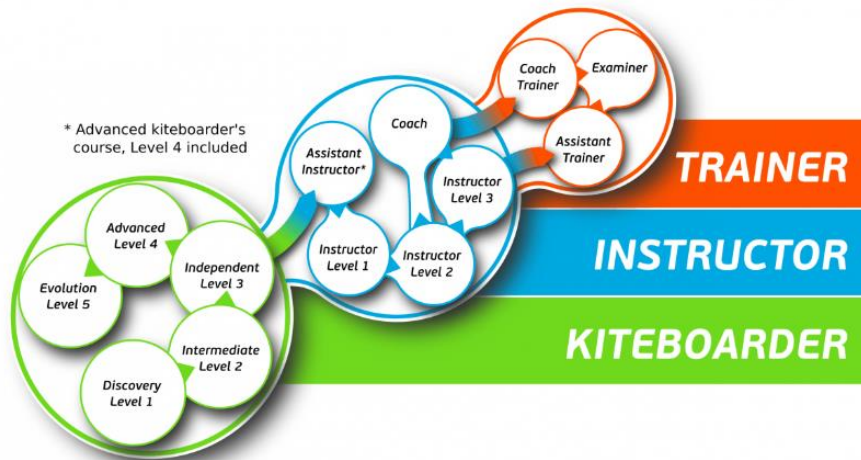 Coach
Trainer
Examiner
Assistant
Trainer
TRAINER
* Advanced kiteboarder's
course, Level 4 included
Coach
Assistant
Instructor*
Instructor
Level 3
Instructor
Level 1
Instructor
Level 2
INSTRUCTOR
Advanced
Level 4
Independent
Level 3
Evolution
Level 5
Intermediate
Level 2
Discovery
Level 1
KITEBOARDER